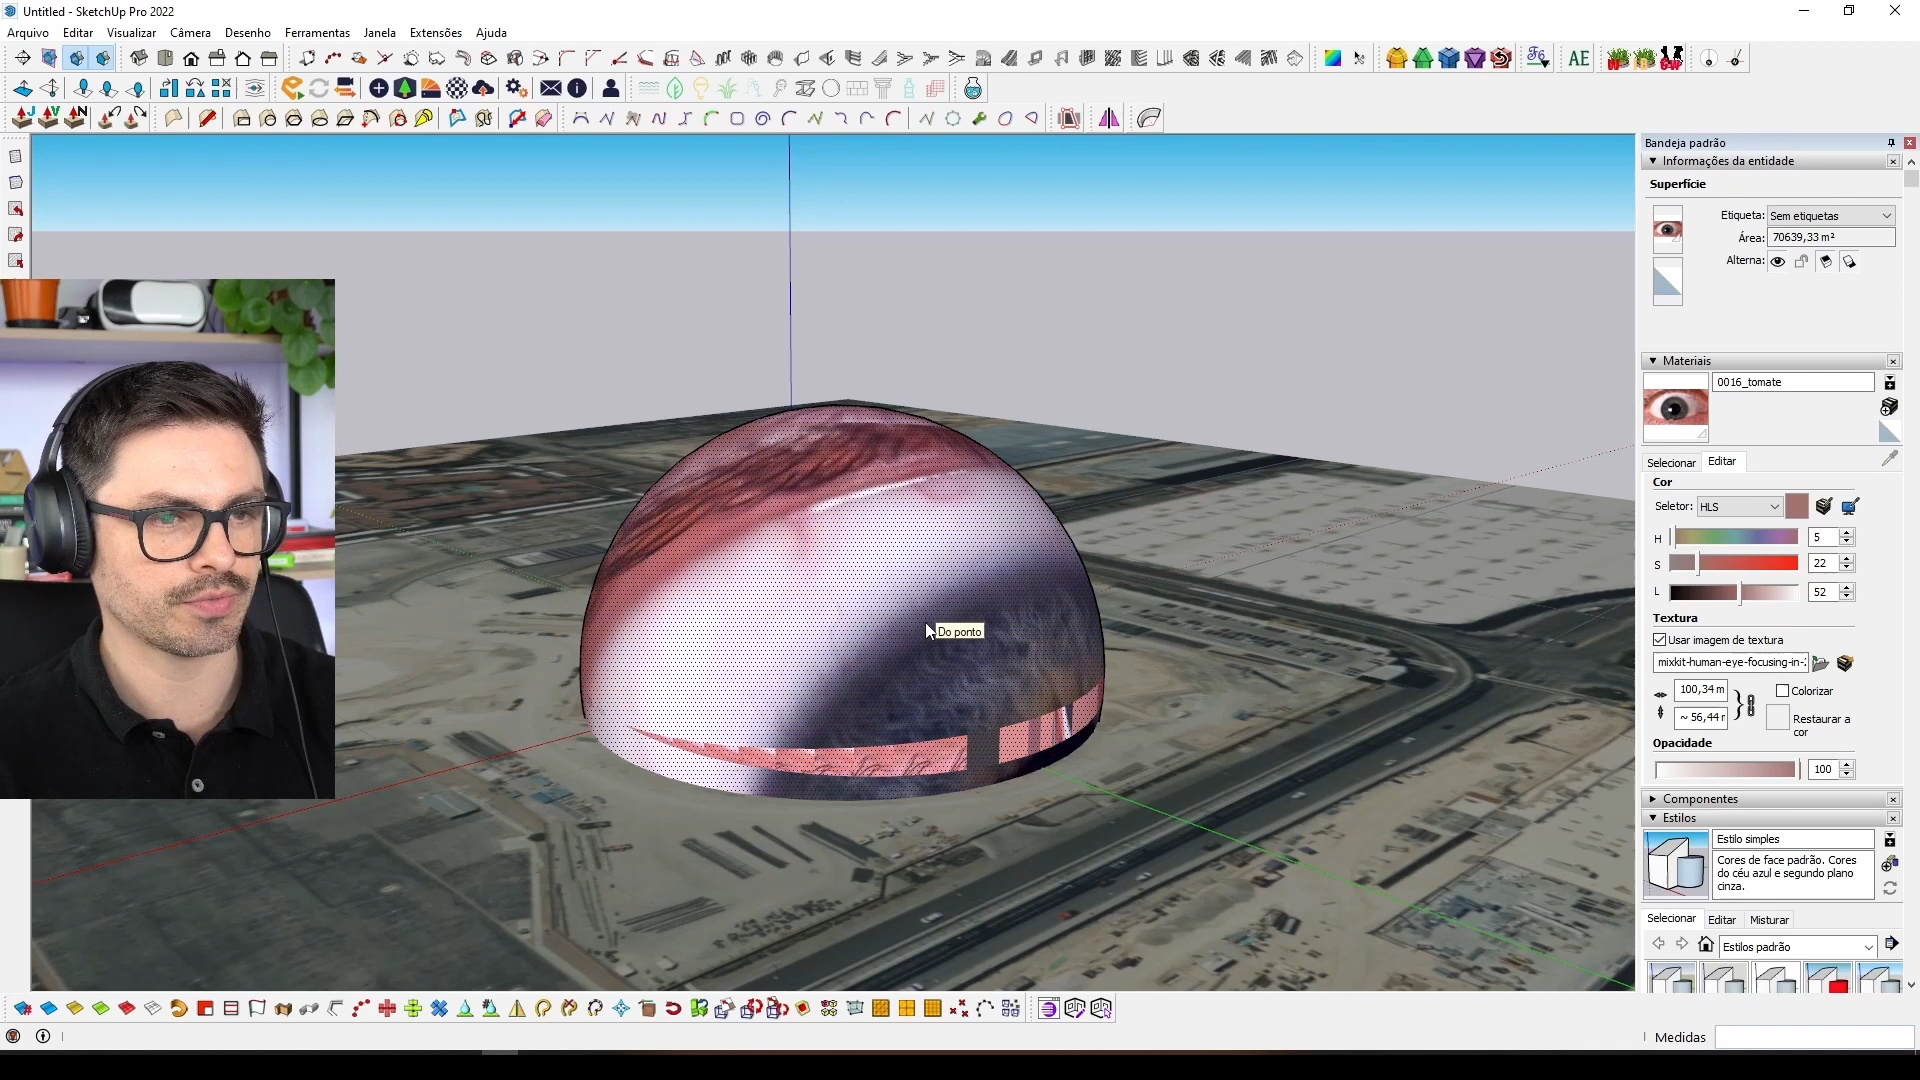 Untitled - SketchUp Pro 2022
Arquivo Editar Visualizar Câmera Desenho Ferramentas Janela Extensões Ajuda
AE
Bandeja padrão
Informações da entidade
Superfície
Etiqueta: Sem etiquetas
Área: 70639,33 m²
Alterna:
Materiais
0016_tomate
Selecionar Editar
Cor
Seletor: HLS
H 5
S 22
L 52
Textura
Usar imagem de textura
mixkit-human-eye-focusing-in-
100,34 m
Colorizar
~ 56,44 r
Restaurar a
cor
Opacidade
100
Componentes
Estilos
Estilo simples
Cores de face padrão. Cores
do céu azul e segundo plano
cinza.
Selecionar Editar Misturar
Estilos padrão
Do ponto
Medidas